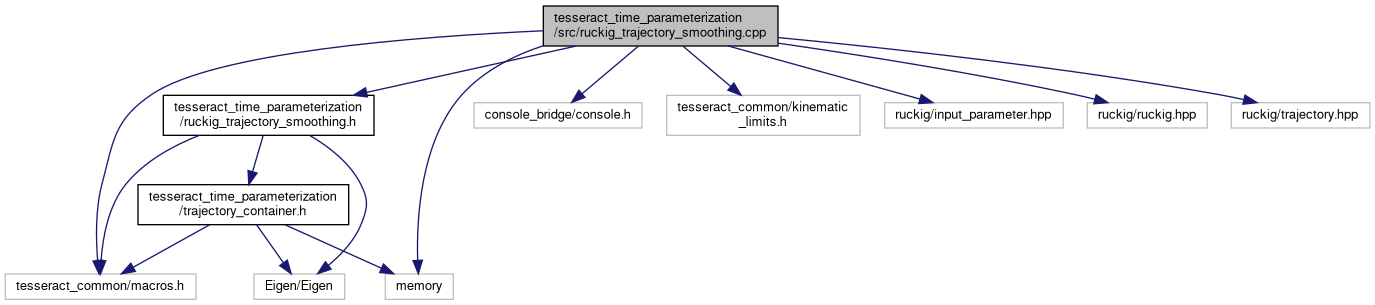 tesseract_time_parameterization
/src/ruckig_trajectory_smoothing.cpp
tesseract_time_parameterization
/ruckig_trajectory_smoothing.h
console_bridge/console.h
tesseract_common/kinematic
_limits.h
ruckig/input_parameter.hpp
ruckig/ruckig.hpp
ruckig/trajectory.hpp
tesseract_time_parameterization
/trajectory_container.h
tesseract_common/macros.h
Eigen/Eigen
memory